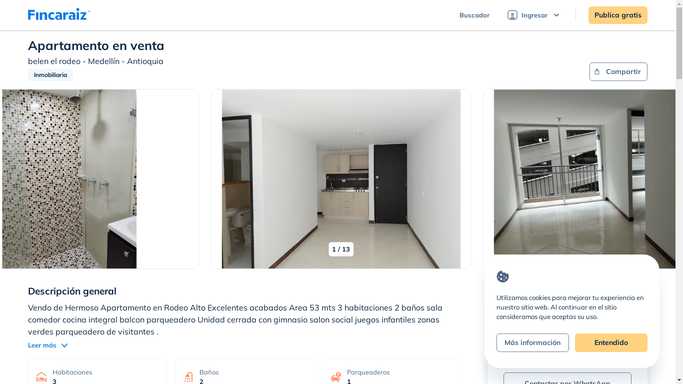 Fincaraiz
Buscador
Ingresar
Publica gratis
Apartamento en venta
belen el rodeo - Medellín - Antioquia
Inmobiliaria
Compartir
1 / 13
Descripción general
Vendo de Hermoso Apartamento en Rodeo Alto Excelentes acabados Area 53 mts 3 habitaciones 2 baños sala
comedor cocina integral balcon parqueadero Unidad cerrada con gimnasio salon social juegos infantiles zonas
verdes parqueadero de visitantes .
Leer más
Habitaciones
3
Baños
2
Parqueaderos
1
Utilizamos cookies para mejorar tu experiencia en
nuestro sitio web. Al continuar en el sitio
consideramos que aceptas su uso.
Más información
Entendido
Contactar por WhatsApp